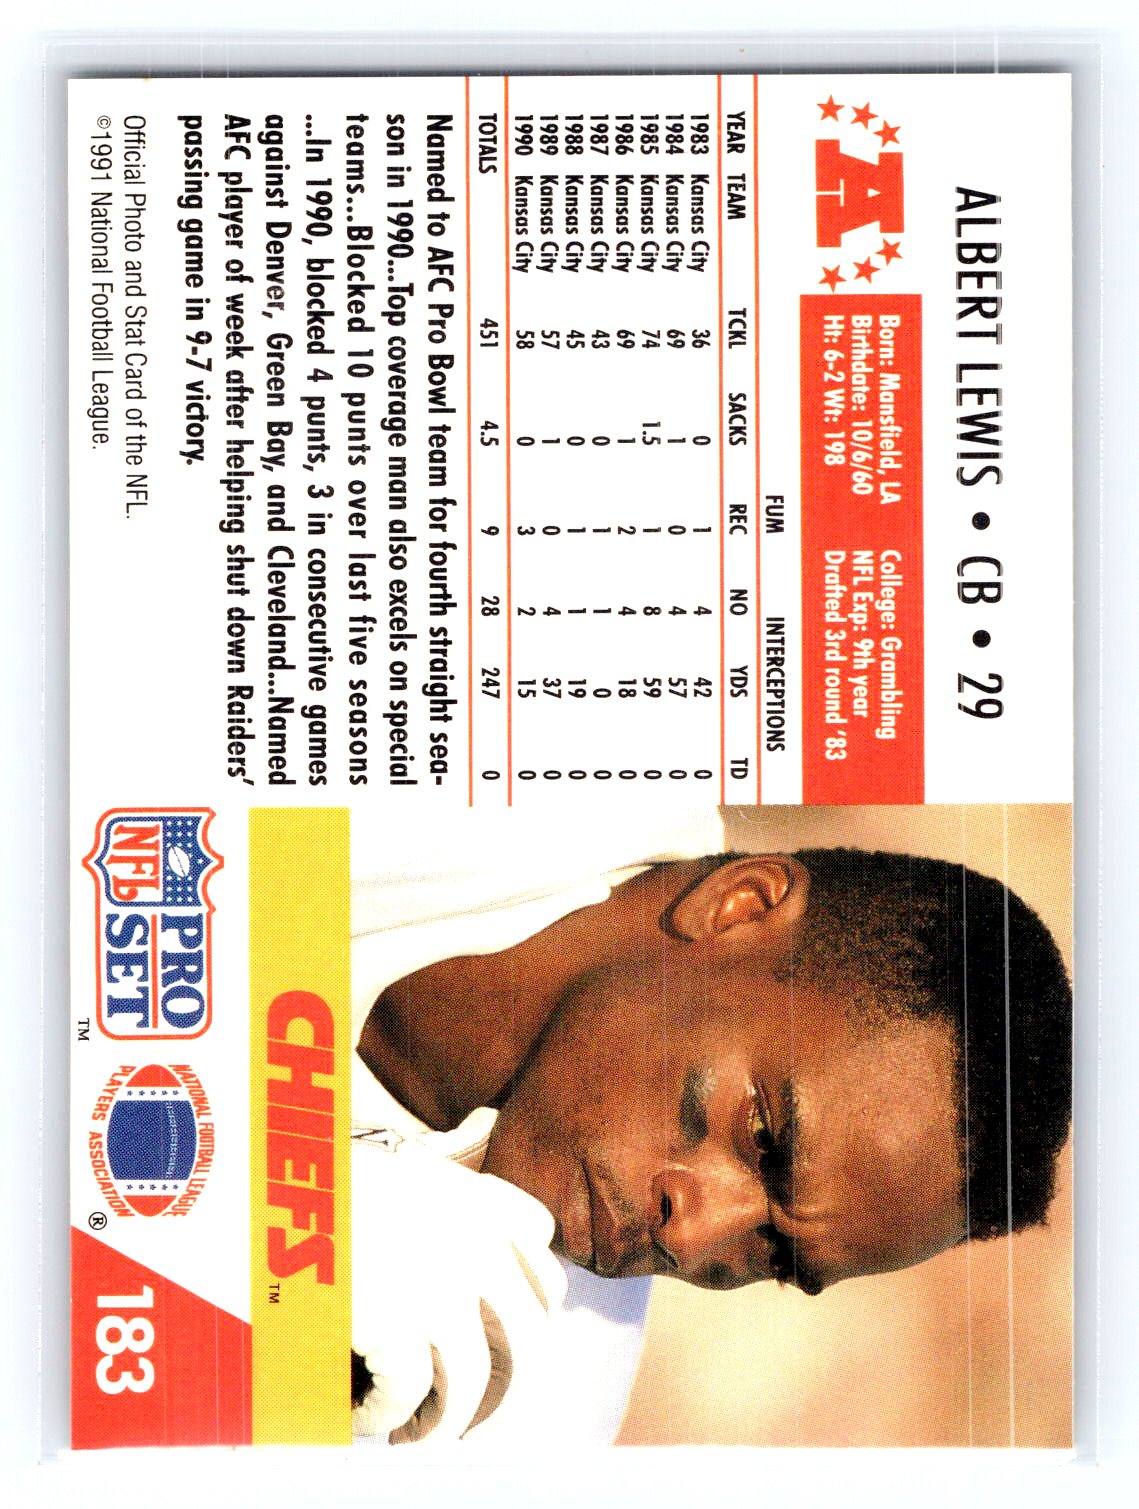 ALBERT LEWIS • CB • 29
A
Born: Mansfield, LA College: Grambling
Birthdate: 10/6/60 NFL Exp: 9th year
Ht: 6-2 Wt: 198 Drafted 3rd round '83
FUM INTERCEPTIONS
YEAR TEAM TCKL SACKS REC NO YDS TD
1983 Kansas City 36 0 1 4 42 0
1984 Kansas City 69 1 0 4 57 0
1985 Kansas City 74 1.5 1 8 59 0
1986 Kansas City 69 1 2 4 18 0
1987 Kansas City 43 0 1 1 0 0
1988 Kansas City 45 0 1 1 19 0
1989 Kansas City 57 1 0 4 37 0
1990 Kansas City 58 0 3 2 15 0
TOTALS 451 4.5 9 28 247 0
Named to AFC Pro Bowl team for fourth straight sea-
son in 1990...Top coverage man also excels on special
teams...Blocked 10 punts over last five seasons
...In 1990, blocked 4 punts, 3 in consecutive games
against Denver, Green Bay, and Cleveland...Named
AFC player of week after helping shut down Raiders'
passing game in 9-7 victory.
Official Photo and Stat Card of the NFL.
©1991 National Football League.
CHIEFS™
NFL PRO SET ™
NATIONAL FOOTBALL LEAGUE
PLAYERS ASSOCIATION ®
183